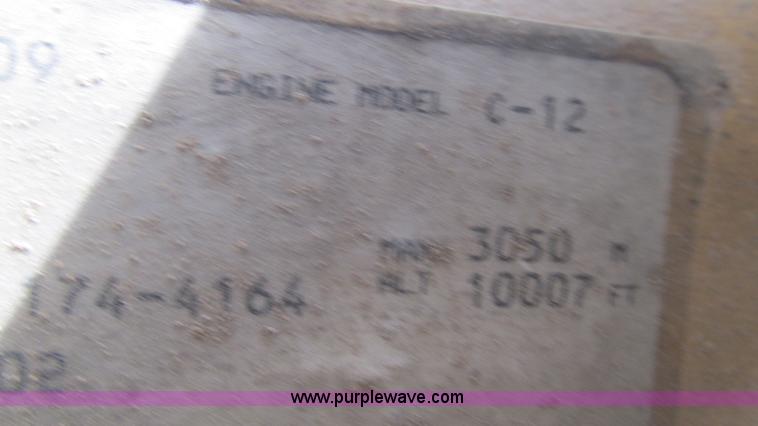 09
ENGINE MODEL C-12
MAX 3050 M
174-4164 ALT 10007 FT
02
www.purplewave.com